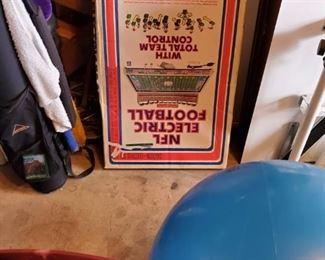 NFL
ELECTRIC
FOOTBALL
WITH
TOTAL TEAM
CONTROL